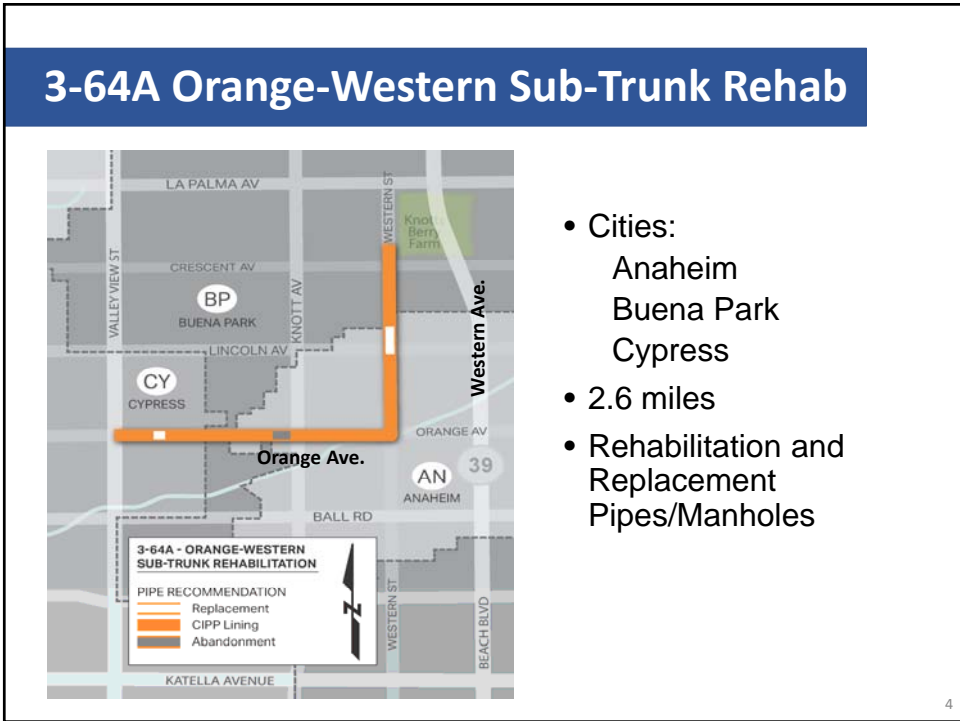 3-64A Orange-Western Sub-Trunk Rehab
LA PALMA AV
WESTERN ST
Knotts
Berry
Farm
CRESCENT AV
VALLEY VIEW ST
BP
BUENA PARK
KNOTT AV
LINCOLN AV
Western Ave.
CY
CYPRESS
ORANGE AV
Orange Ave.
39
AN
ANAHEIM
BALL RD
3-64A - ORANGE-WESTERN
SUB-TRUNK REHABILITATION
PIPE RECOMMENDATION
Replacement
CIPP Lining
Abandonment
N
WESTERN ST
BEACH BLVD
KATELLA AVENUE
• Cities:
Anaheim
Buena Park
Cypress
• 2.6 miles
• Rehabilitation and
Replacement
Pipes/Manholes
4